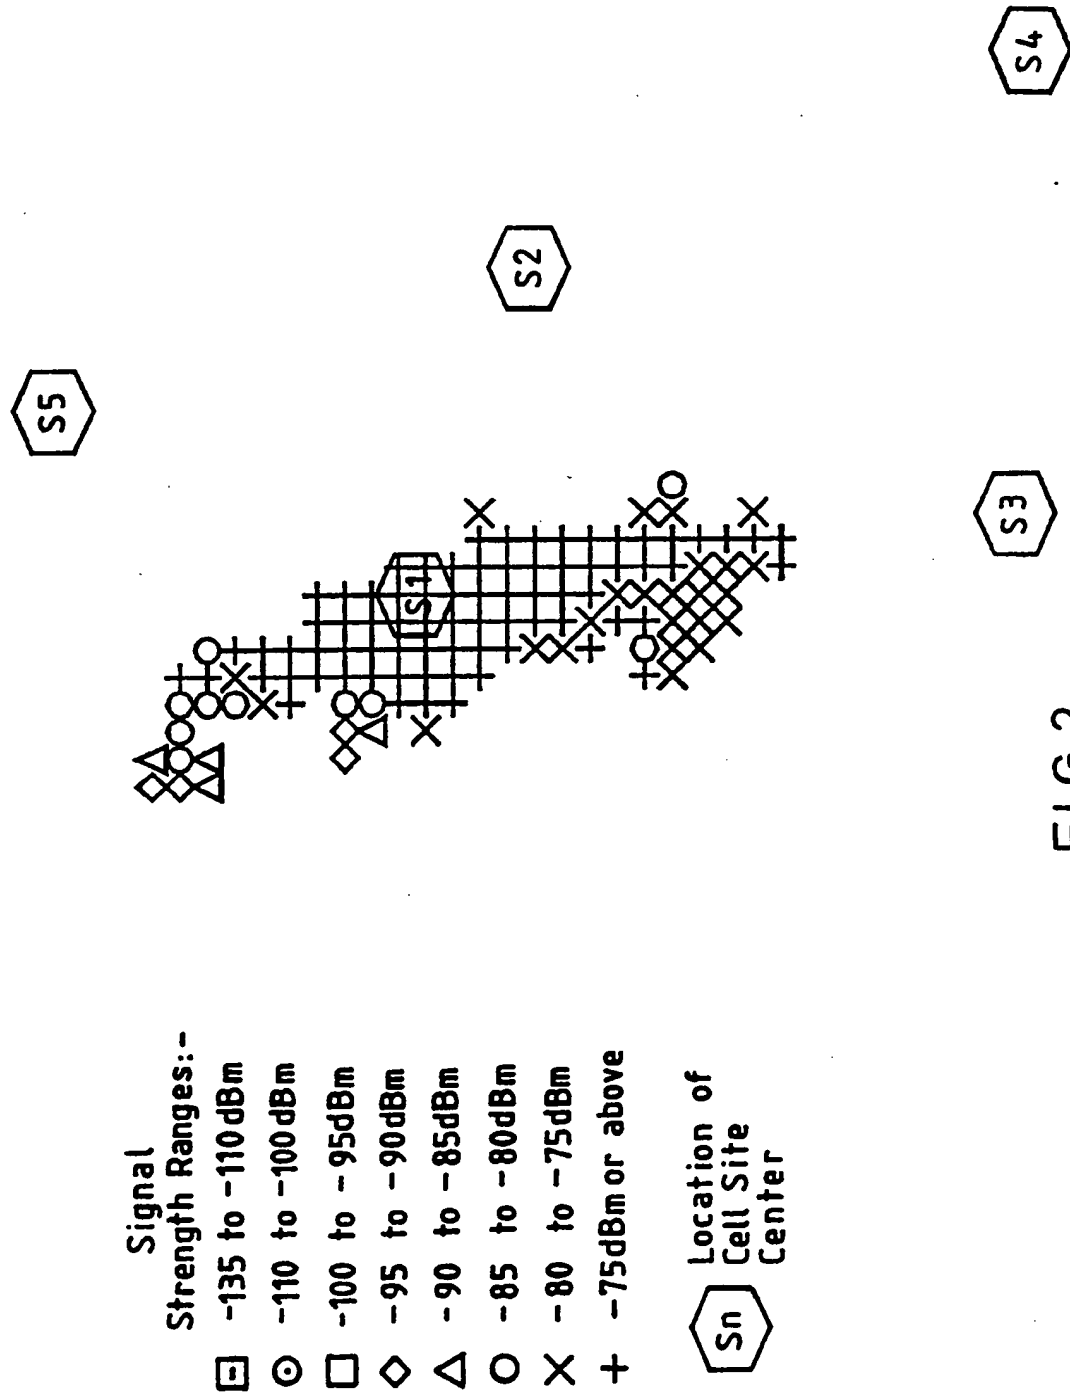 Signal
Strength Ranges:-
-135 to -110dBm
-110 to -100dBm
-100 to -95dBm
-95 to -90dBm
-90 to -85dBm
-85 to -80dBm
-80 to -75dBm
-75dBm or above
Sn
Location of
Cell Site
Center
S5
S1
S2
S3
S4
FIG 2